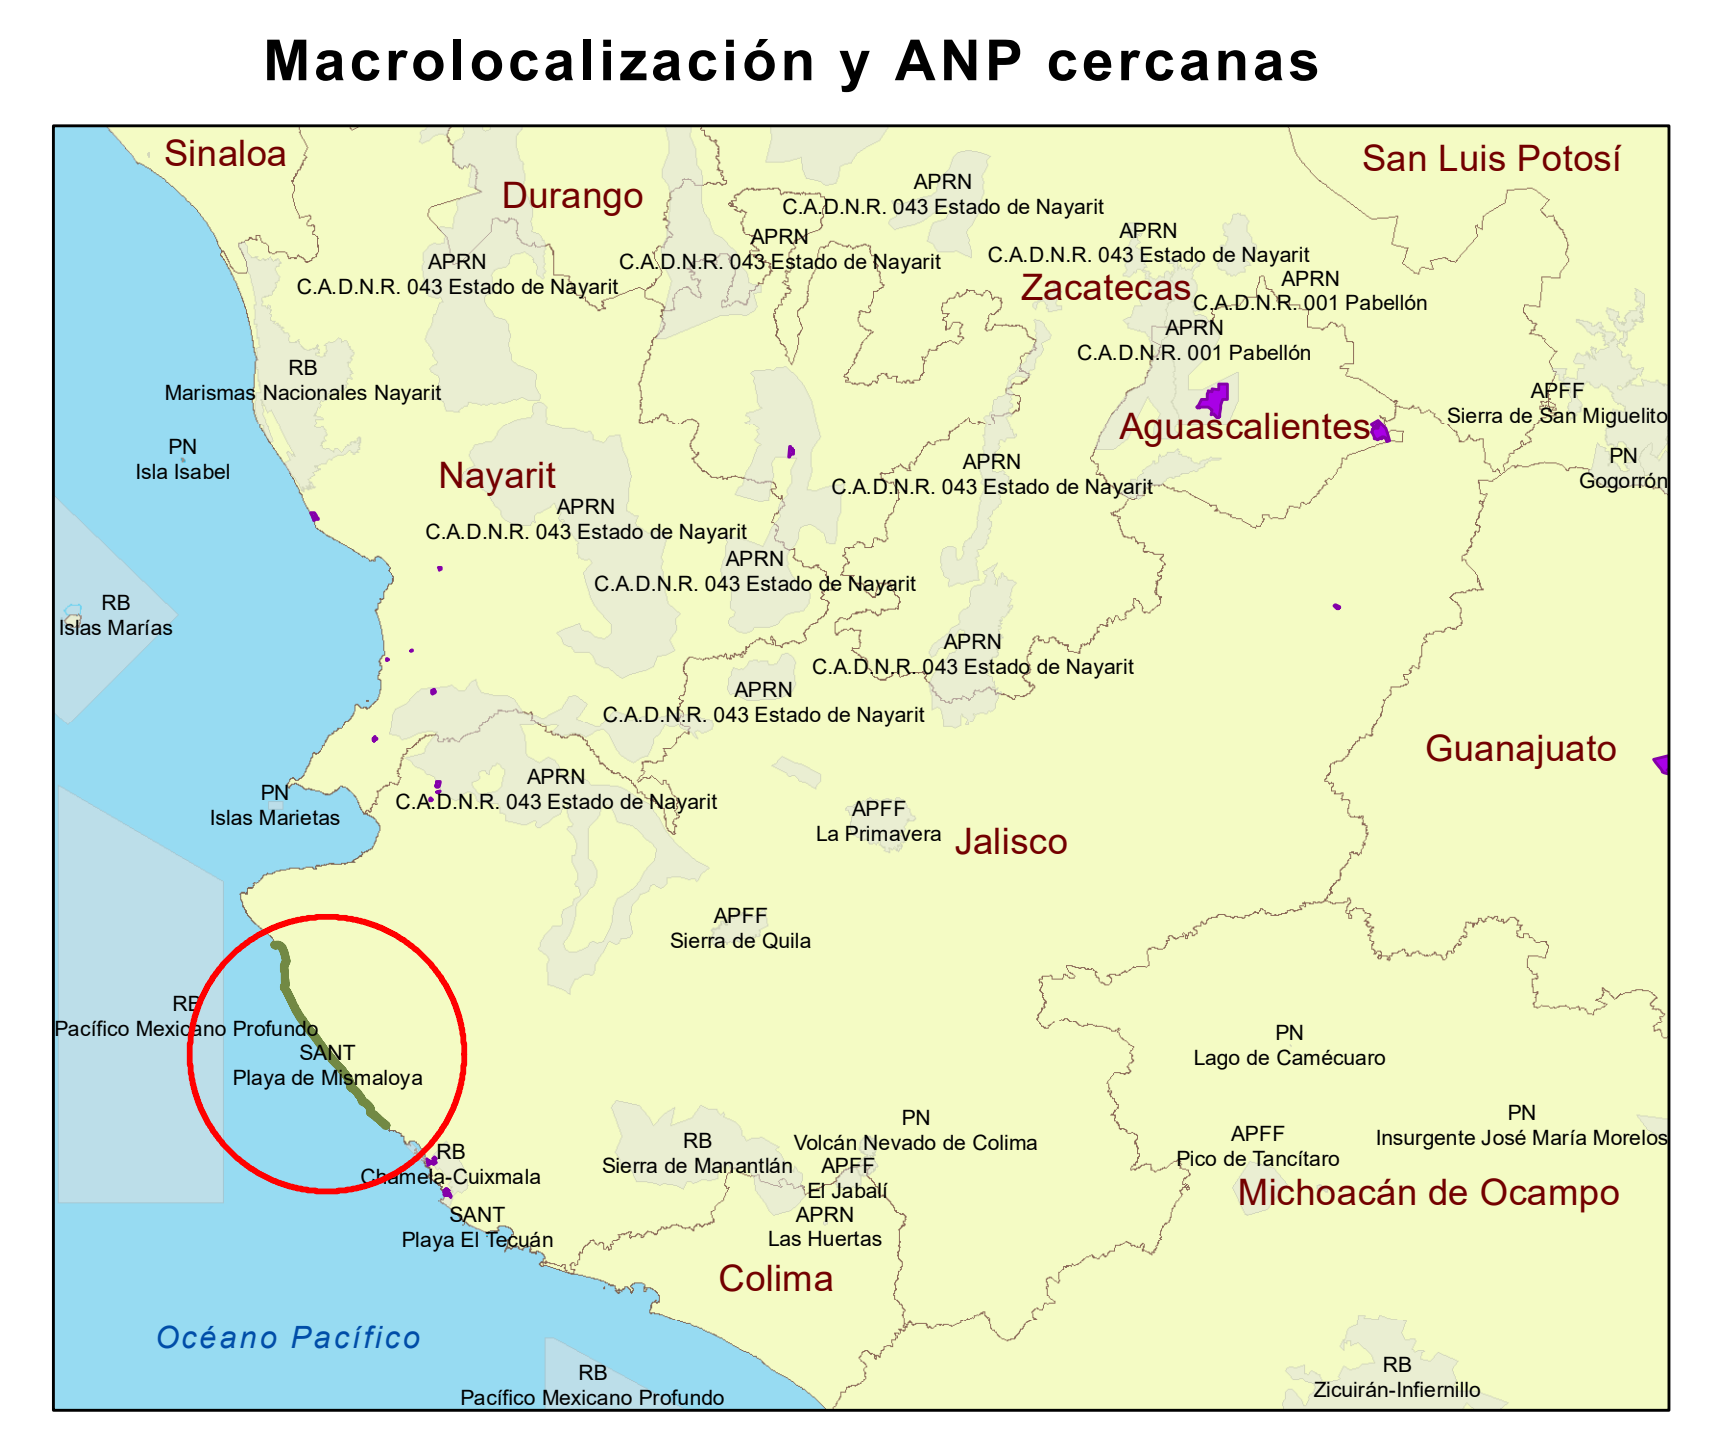 Macrolocalización y ANP cercanas
Sinaloa
San Luis Potosí
Durango
APRN
C.A.D.N.R. 043 Estado de Nayarit
APRN
C.A.D.N.R. 043 Estado de Nayarit
APRN
C.A.D.N.R. 043 Estado de Nayarit
APRN
C.A.D.N.R. 043 Estado de Nayarit
Zacatecas
APRN
C.A.D.N.R. 001 Pabellón
APRN
C.A.D.N.R. 001 Pabellón
RB
Marismas Nacionales Nayarit
APFF
Sierra de San Miguelito
Aguascalientes
PN
Isla Isabel
Nayarit
APRN
C.A.D.N.R. 043 Estado de Nayarit
PN
Gogorrón
APRN
C.A.D.N.R. 043 Estado de Nayarit
APRN
C.A.D.N.R. 043 Estado de Nayarit
RB
Islas Marías
APRN
C.A.D.N.R. 043 Estado de Nayarit
APRN
C.A.D.N.R. 043 Estado de Nayarit
Guanajuato
APRN
C.A.D.N.R. 043 Estado de Nayarit
PN
Islas Marietas
APFF
La Primavera
Jalisco
APFF
Sierra de Quila
RB
Pacífico Mexicano Profundo
SANT
Playa de Mismaloya
PN
Lago de Camécuaro
PN
Volcán Nevado de Colima
PN
Insurgente José María Morelos
APFF
Pico de Tancítaro
RB
Sierra de Manantlán
RB
Chamela-Cuixmala
APFF
El Jabalí
Michoacán de Ocampo
SANT
Playa El Tecuán
APRN
Las Huertas
Colima
Océano Pacífico
RB
Pacífico Mexicano Profundo
RB
Zicuirán-Infiernillo